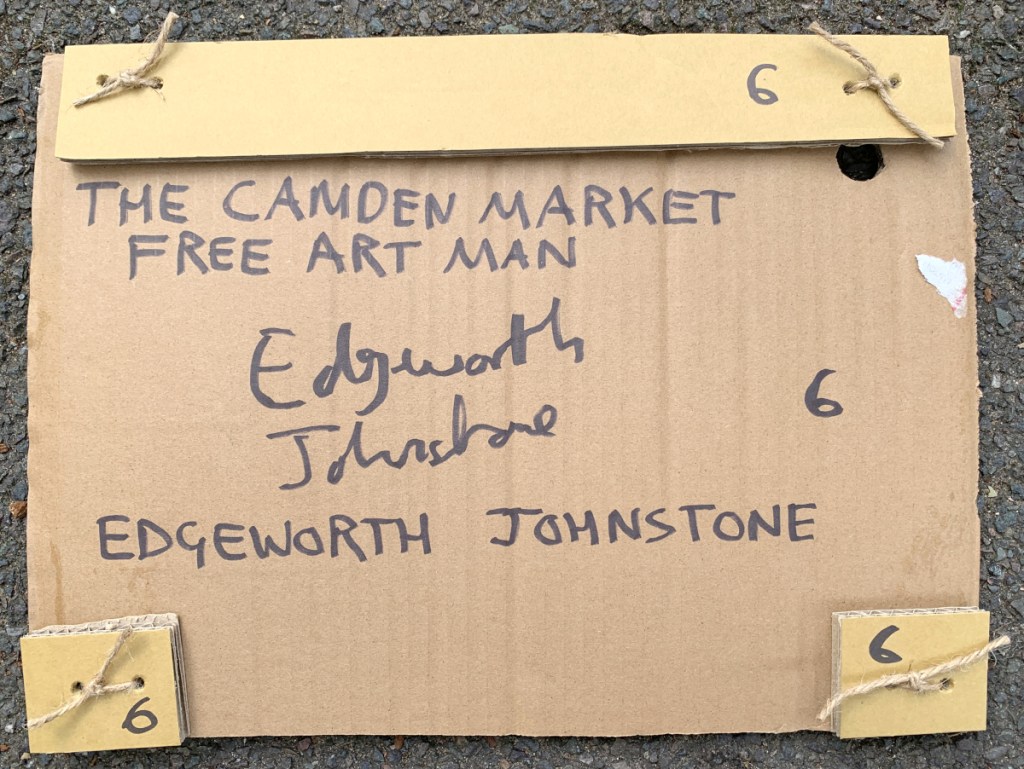 6
THE CAMDEN MARKET
FREE ART MAN
Edgeworth
Johnstone
6
EDGEWORTH JOHNSTONE
6
6